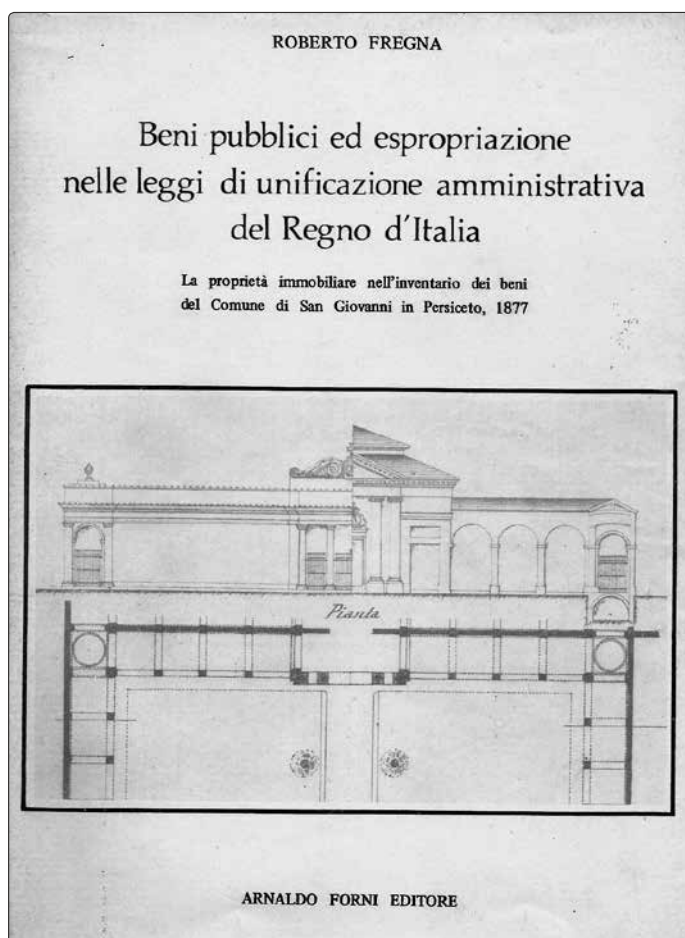 ROBERTO FREGNA
Beni pubblici ed espropriazione
nelle leggi di unificazione amministrativa
del Regno d'Italia
La proprietà immobiliare nell'inventario dei beni
del Comune di San Giovanni in Persiceto, 1877
Pianta
ARNALDO FORNI EDITORE